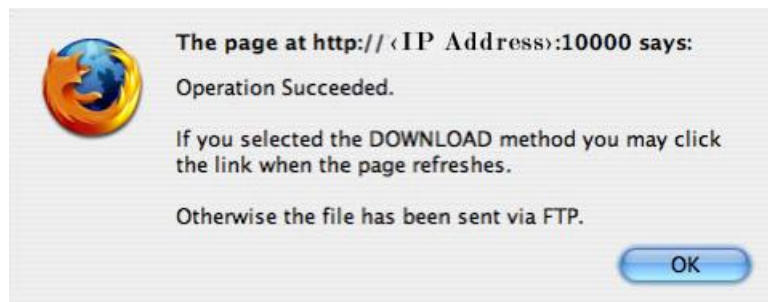 The page at http:// ‹IP Address›:10000 says:
Operation Succeeded.
If you selected the DOWNLOAD method you may click
the link when the page refreshes.
Otherwise the file has been sent via FTP.
OK